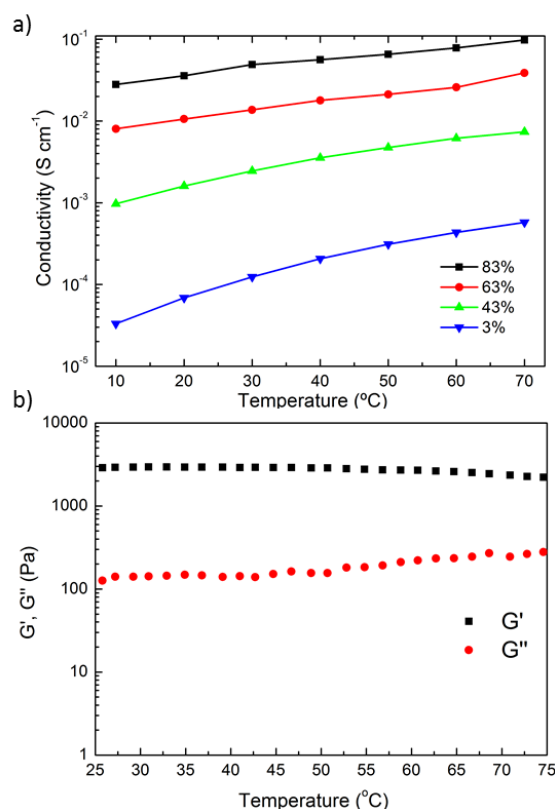 a)
10⁻¹
10⁻²
10⁻³
10⁻⁴
10⁻⁵
Conductivity (S cm⁻¹)
83%
63%
43%
3%
10 20 30 40 50 60 70
Temperature (ºC)
b)
10000
1000
100
10
1
G', G'' (Pa)
G'
G''
25 30 35 40 45 50 55 60 65 70 75
Temperature (°C)